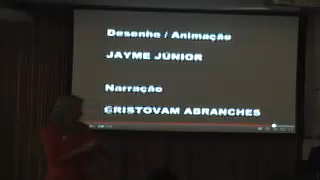 Desenho / Animação
JAYME JÚNIOR
Narração
CRISTOVAM ABRANCHES